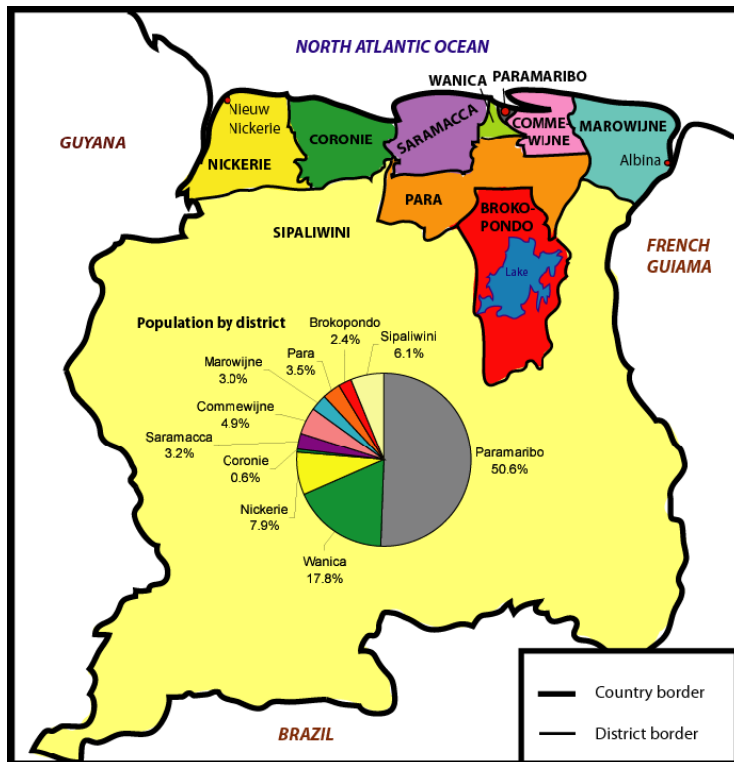 NORTH ATLANTIC OCEAN
WANICA
PARAMARIBO
GUYANA
Nieuw
Nickerie
NICKERIE
CORONIE
SARAMACCA
COMME-
WIJNE
MAROWIJNE
Albina
PARA
BROKO-
PONDO
Lake
SIPALIWINI
FRENCH
GUIAMA
Population by district
Brokopondo
2.4%
Sipaliwini
6.1%
Para
3.5%
Marowijne
3.0%
Commewijne
4.9%
Saramacca
3.2%
Coronie
0.6%
Nickerie
7.9%
Wanica
17.8%
Paramaribo
50.6%
BRAZIL
Country border
District border